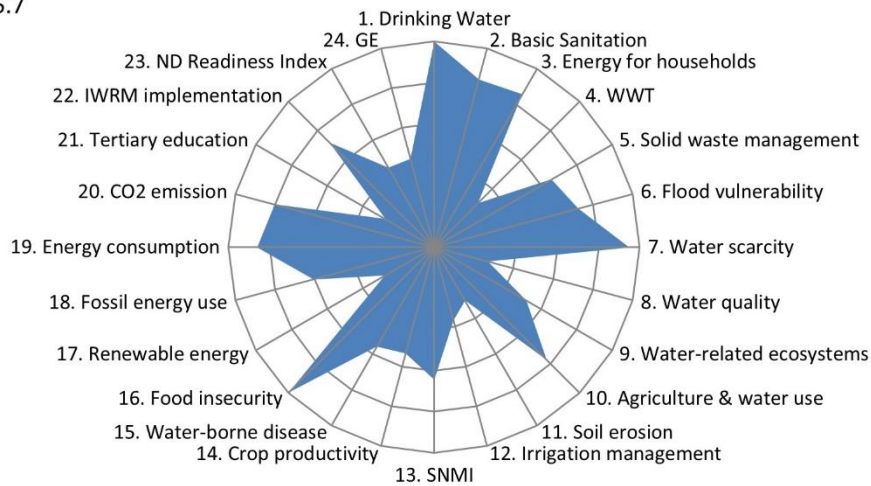 1. Drinking Water
2. Basic Sanitation
3. Energy for households
4. WWT
5. Solid waste management
6. Flood vulnerability
7. Water scarcity
8. Water quality
9. Water-related ecosystems
10. Agriculture & water use
11. Soil erosion
12. Irrigation management
13. SNMI
14. Crop productivity
15. Water-borne disease
16. Food insecurity
17. Renewable energy
18. Fossil energy use
19. Energy consumption
20. CO2 emission
21. Tertiary education
22. IWRM implementation
23. ND Readiness Index
24. GE